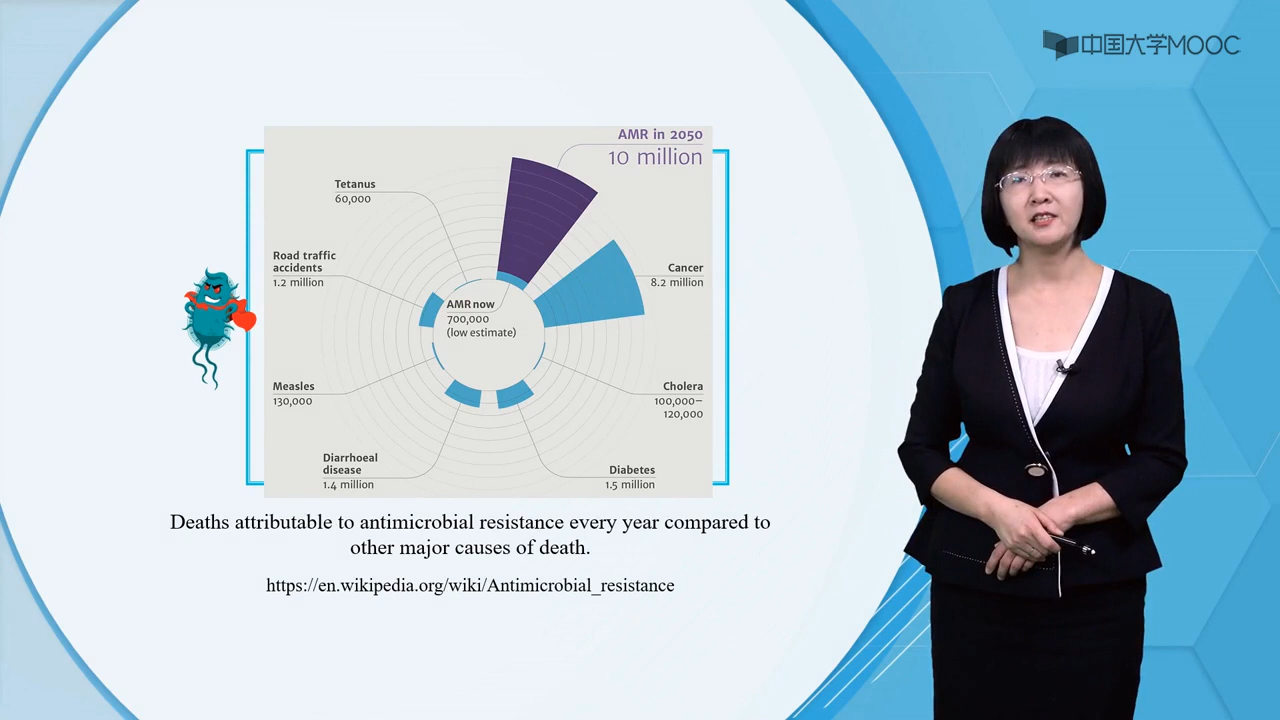 中国大学MOOC
AMR in 2050
10 million
Tetanus
60,000
Road traffic
accidents
1.2 million
Cancer
8.2 million
AMR now
700,000
(low estimate)
Measles
130,000
Cholera
100,000–
120,000
Diarrhoeal
disease
1.4 million
Diabetes
1.5 million
Deaths attributable to antimicrobial resistance every year compared to
other major causes of death.
https://en.wikipedia.org/wiki/Antimicrobial_resistance